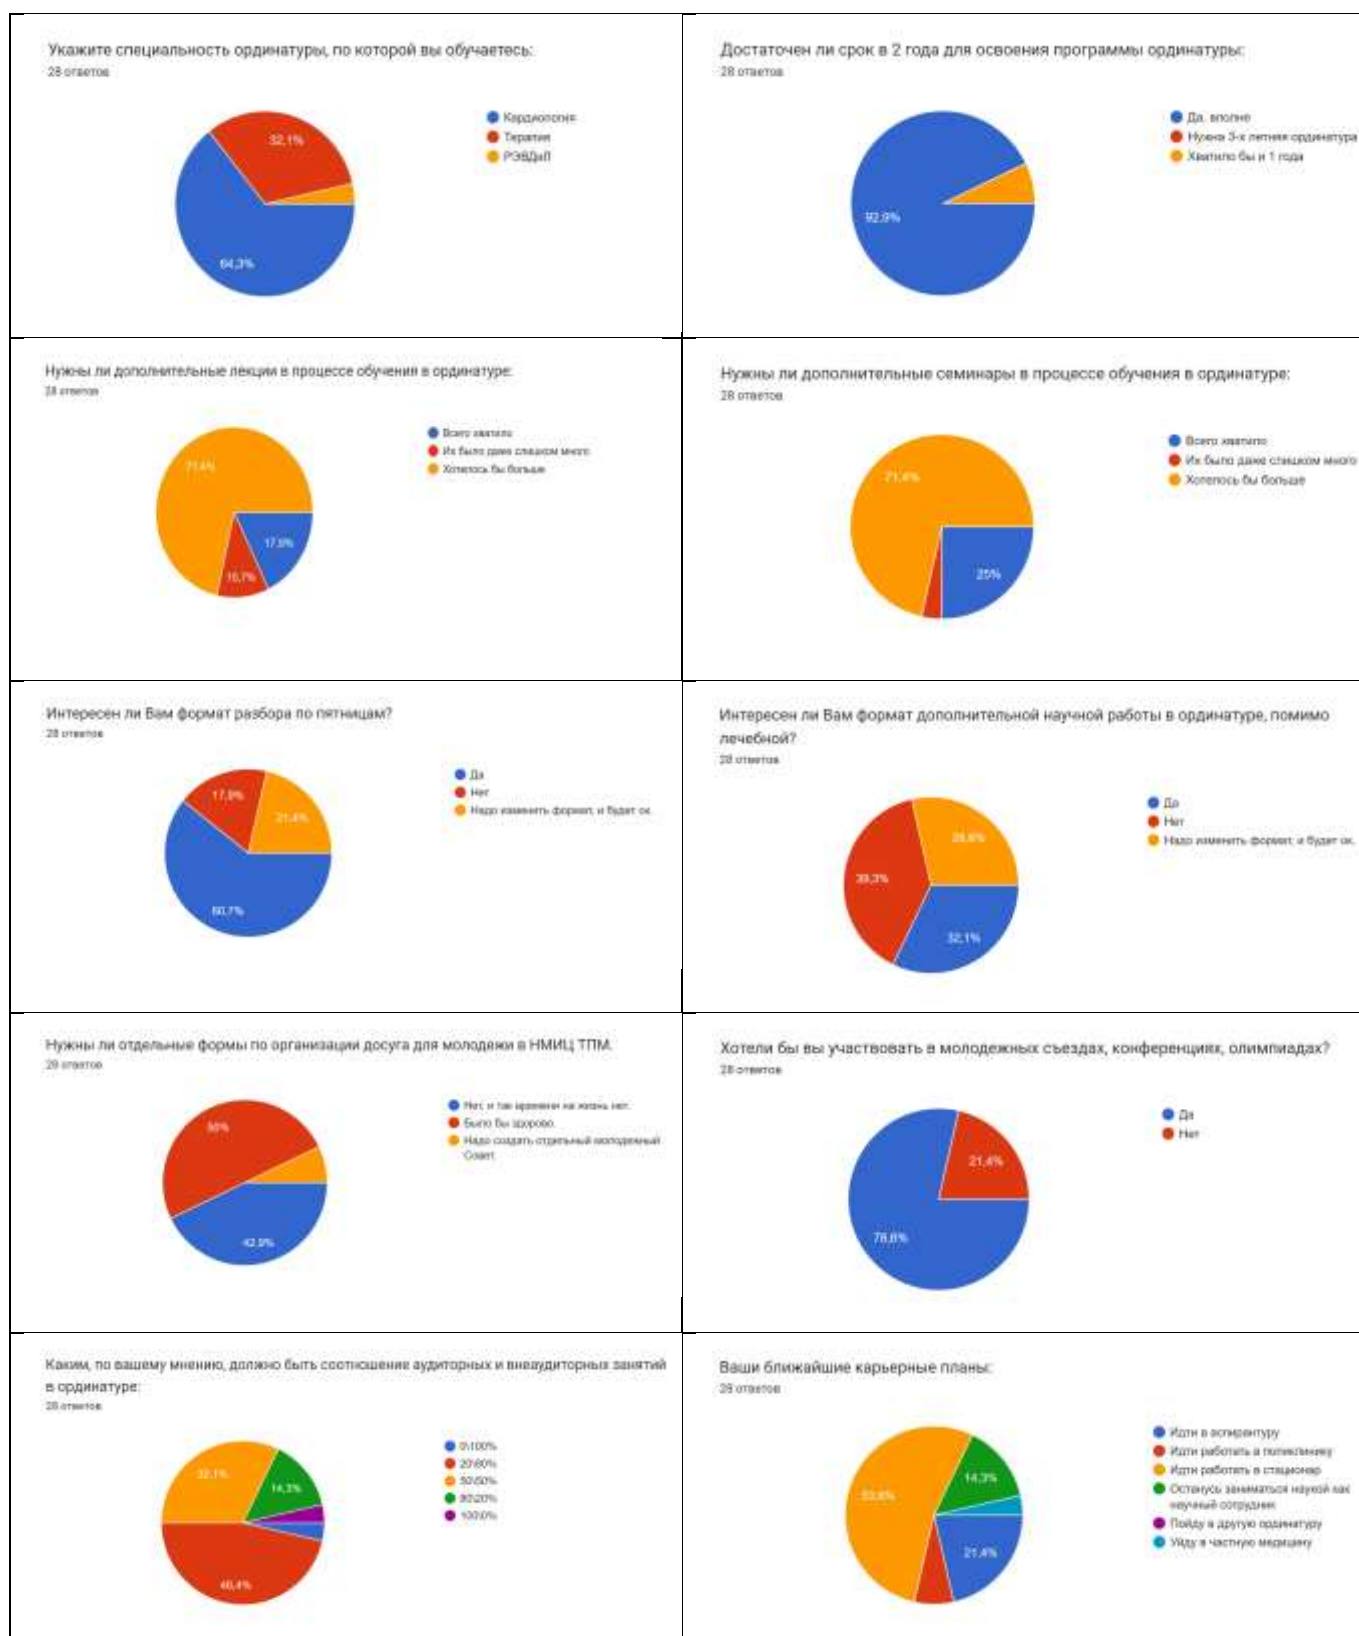 Укажите специальность ординатуры, по которой вы обучаетесь:
28 ответов
Кардиология
Терапия
РЭВДиЛ
32,1%
64,3%
Достаточен ли срок в 2 года для освоения программы ординатуры:
28 ответов
Да, вполне
Нужна 3-х летняя ординатура
Хватило бы и 1 года
92,9%
Нужны ли дополнительные лекции в процессе обучения в ординатуре:
28 ответов
Всего хватило
Их было даже слишком много
Хотелось бы больше
71,4%
17,9%
10,7%
Нужны ли дополнительные семинары в процессе обучения в ординатуре:
28 ответов
Всего хватило
Их было даже слишком много
Хотелось бы больше
71,4%
25%
Интересен ли Вам формат разбора по пятницам?
28 ответов
Да
Нет
Надо изменить формат, и будет ок.
17,9%
21,4%
60,7%
Интересен ли Вам формат дополнительной научной работы в ординатуре, помимо
лечебной?
28 ответов
Да
Нет
Надо изменить формат, и будет ок.
28,6%
39,3%
32,1%
Нужны ли отдельные формы по организации досуга для молодежи в НМИЦ ТПМ.
28 ответов
Нет, и так времени на жизнь нет.
Было бы здорово.
Надо создать отдельный молодежный
Совет.
50%
42,9%
Хотели бы вы участвовать в молодежных съездах, конференциях, олимпиадах?
28 ответов
Да
Нет
21,4%
78,6%
Каким, по вашему мнению, должно быть соотношение аудиторных и внеаудиторных занятий
в ординатуре:
28 ответов
0\100%
20\80%
50\50%
80\20%
100\0%
32,1%
14,3%
46,4%
Ваши ближайшие карьерные планы:
28 ответов
Идти в аспирантуру
Идти работать в поликлинику
Идти работать в стационар
Останусь заниматься наукой как
научный сотрудник
Пойду в другую ординатуру
Уйду в частную медицину
53,6%
14,3%
21,4%